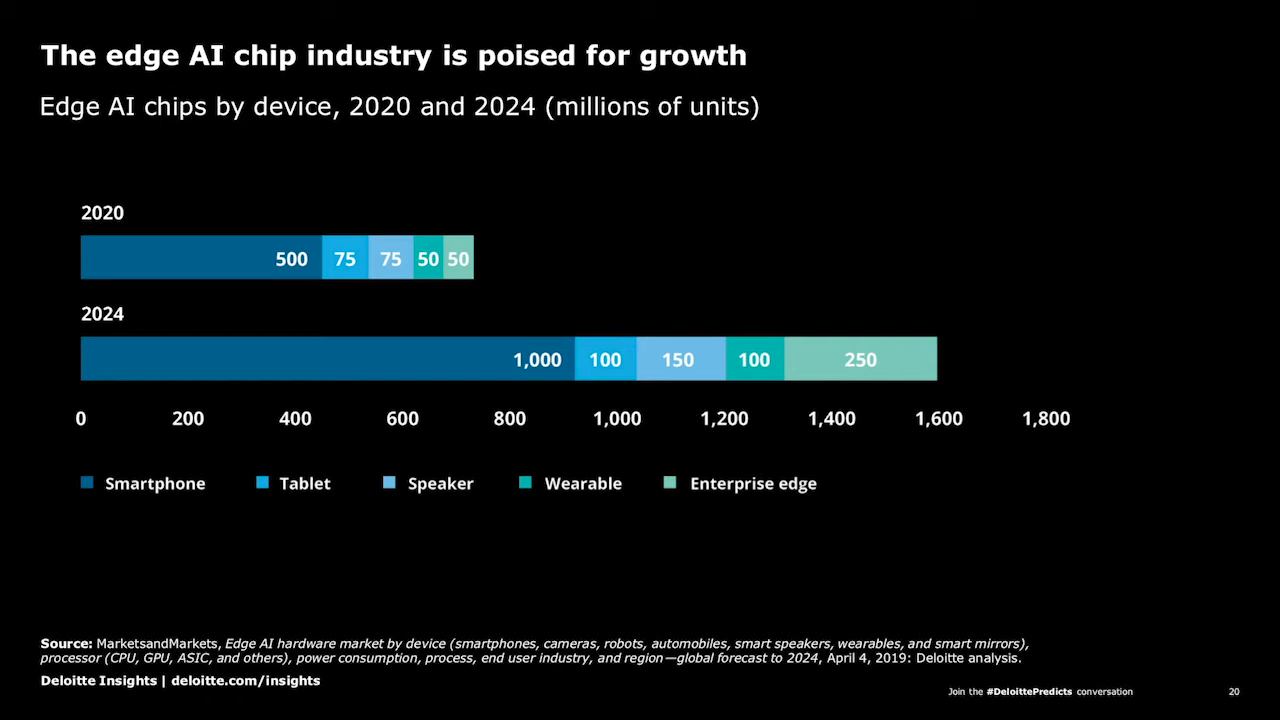 The edge AI chip industry is poised for growth
Edge AI chips by device, 2020 and 2024 (millions of units)
2020
500 75 75 50 50
2024
1,000 100 150 100 250
0 200 400 600 800 1,000 1,200 1,400 1,600 1,800
Smartphone Tablet Speaker Wearable Enterprise edge
Source: MarketsandMarkets, Edge AI hardware market by device (smartphones, cameras, robots, automobiles, smart speakers, wearables, and smart mirrors),
processor (CPU, GPU, ASIC, and others), power consumption, process, end user industry, and region—global forecast to 2024, April 4, 2019: Deloitte analysis.
Deloitte Insights | deloitte.com/insights
Join the #DeloittePredicts conversation 20